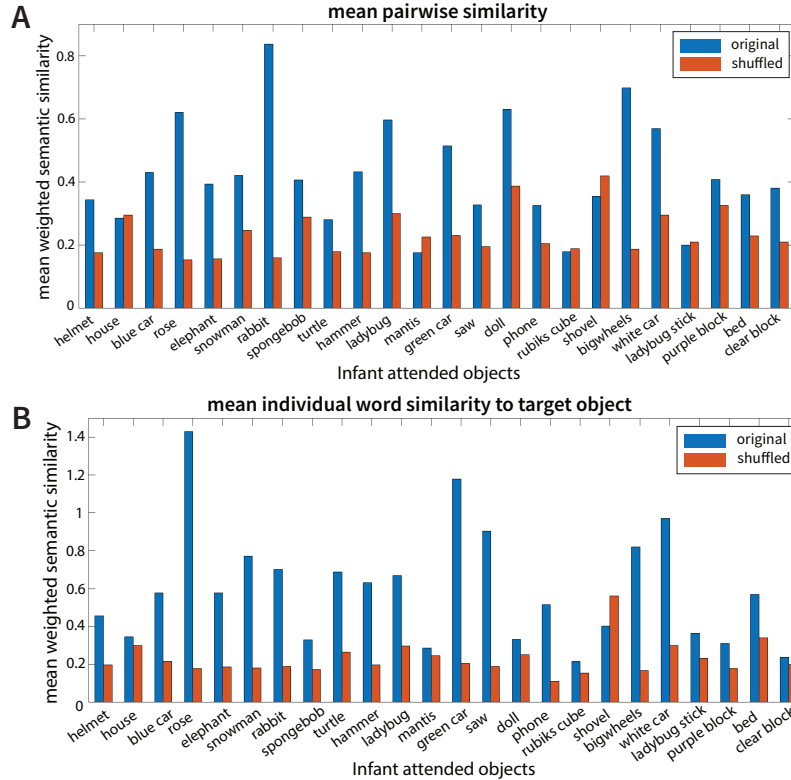 A
mean pairwise similarity
mean weighted semantic similarity
0.8
0.6
0.4
0.2
0
original
shuffled
helmet
house
blue car
rose
elephant
snowman
rabbit
spongebob
turtle
hammer
ladybug
mantis
green car
saw
doll
phone
rubiks cube
shovel
bigwheels
white car
ladybug stick
purple block
bed
clear block
Infant attended objects
B
mean individual word similarity to target object
mean weighted semantic similarity
1.4
1.2
1
0.8
0.6
0.4
0.2
0
original
shuffled
helmet
house
blue car
rose
elephant
snowman
rabbit
spongebob
turtle
hammer
ladybug
mantis
green car
saw
doll
phone
rubiks cube
shovel
bigwheels
white car
ladybug stick
purple block
bed
clear block
Infant attended objects